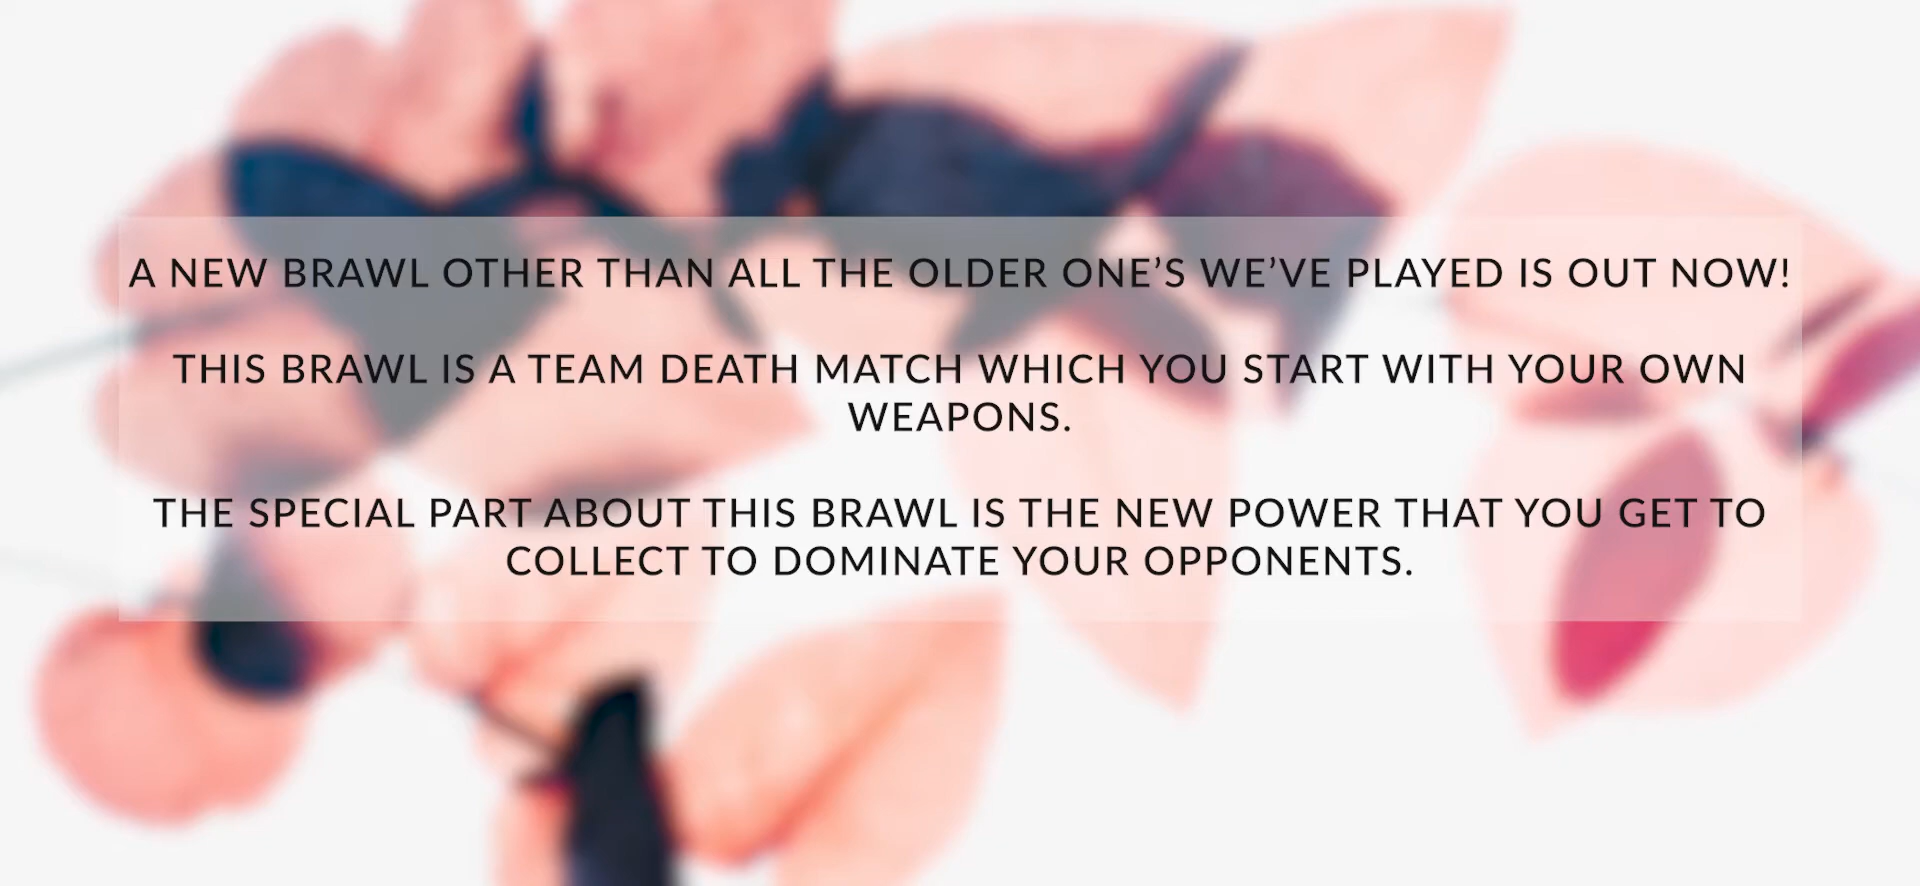 A NEW BRAWL OTHER THAN ALL THE OLDER ONE’S WE’VE PLAYED IS OUT NOW!
THIS BRAWL IS A TEAM DEATH MATCH WHICH YOU START WITH YOUR OWN
WEAPONS.
THE SPECIAL PART ABOUT THIS BRAWL IS THE NEW POWER THAT YOU GET TO
COLLECT TO DOMINATE YOUR OPPONENTS.